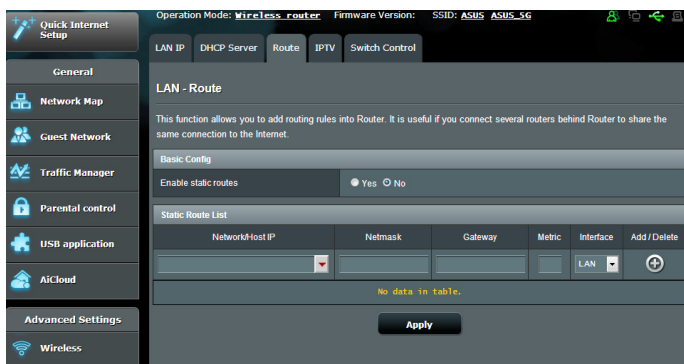 Quick Internet Setup
Operation Mode: Wireless router Firmware Version: SSID: ASUS ASUS_5G
LAN IP DHCP Server Route IPTV Switch Control
General
Network Map
Guest Network
Traffic Manager
Parental control
USB application
AiCloud
Advanced Settings
Wireless
LAN - Route
This function allows you to add routing rules into Router. It is useful if you connect several routers behind Router to share the
same connection to the Internet.
Basic Config
Enable static routes Yes No
Static Route List
Network/Host IP Netmask Gateway Metric Interface Add / Delete
LAN
No data in table.
Apply